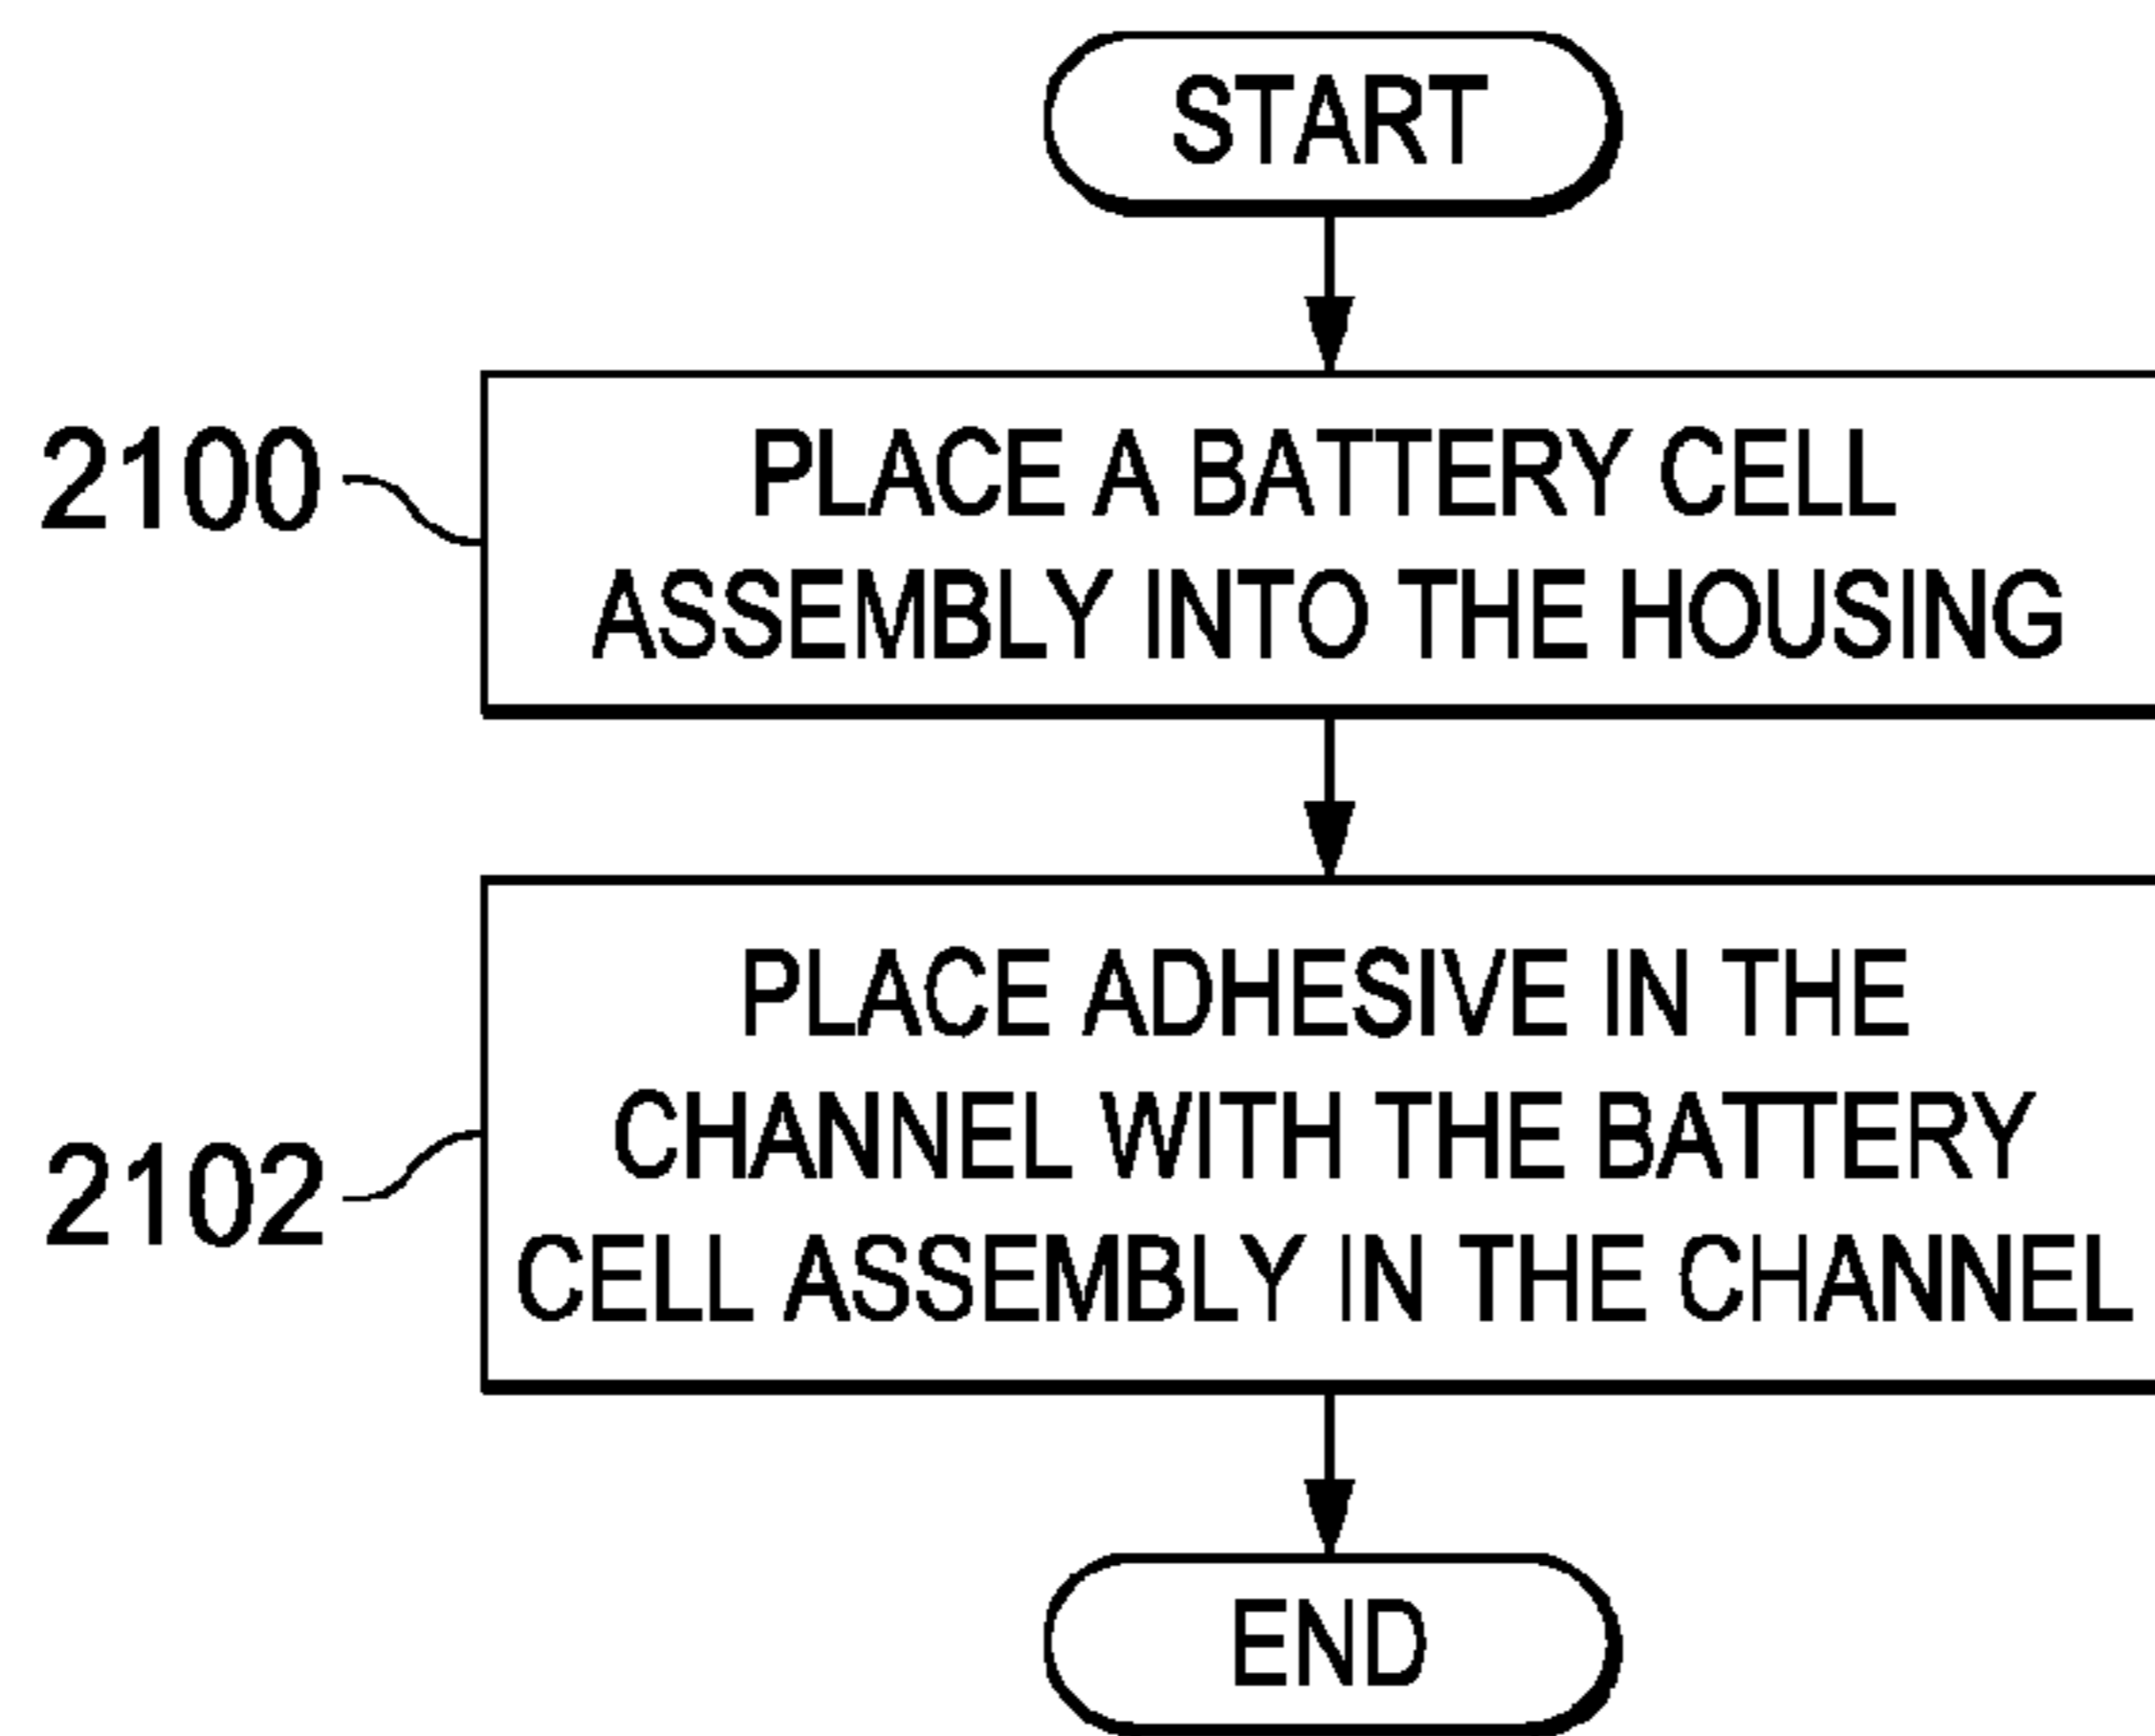 START
2100
PLACE A BATTERY CELL
ASSEMBLY INTO THE HOUSING
2102
PLACE ADHESIVE IN THE
CHANNEL WITH THE BATTERY
CELL ASSEMBLY IN THE CHANNEL
END